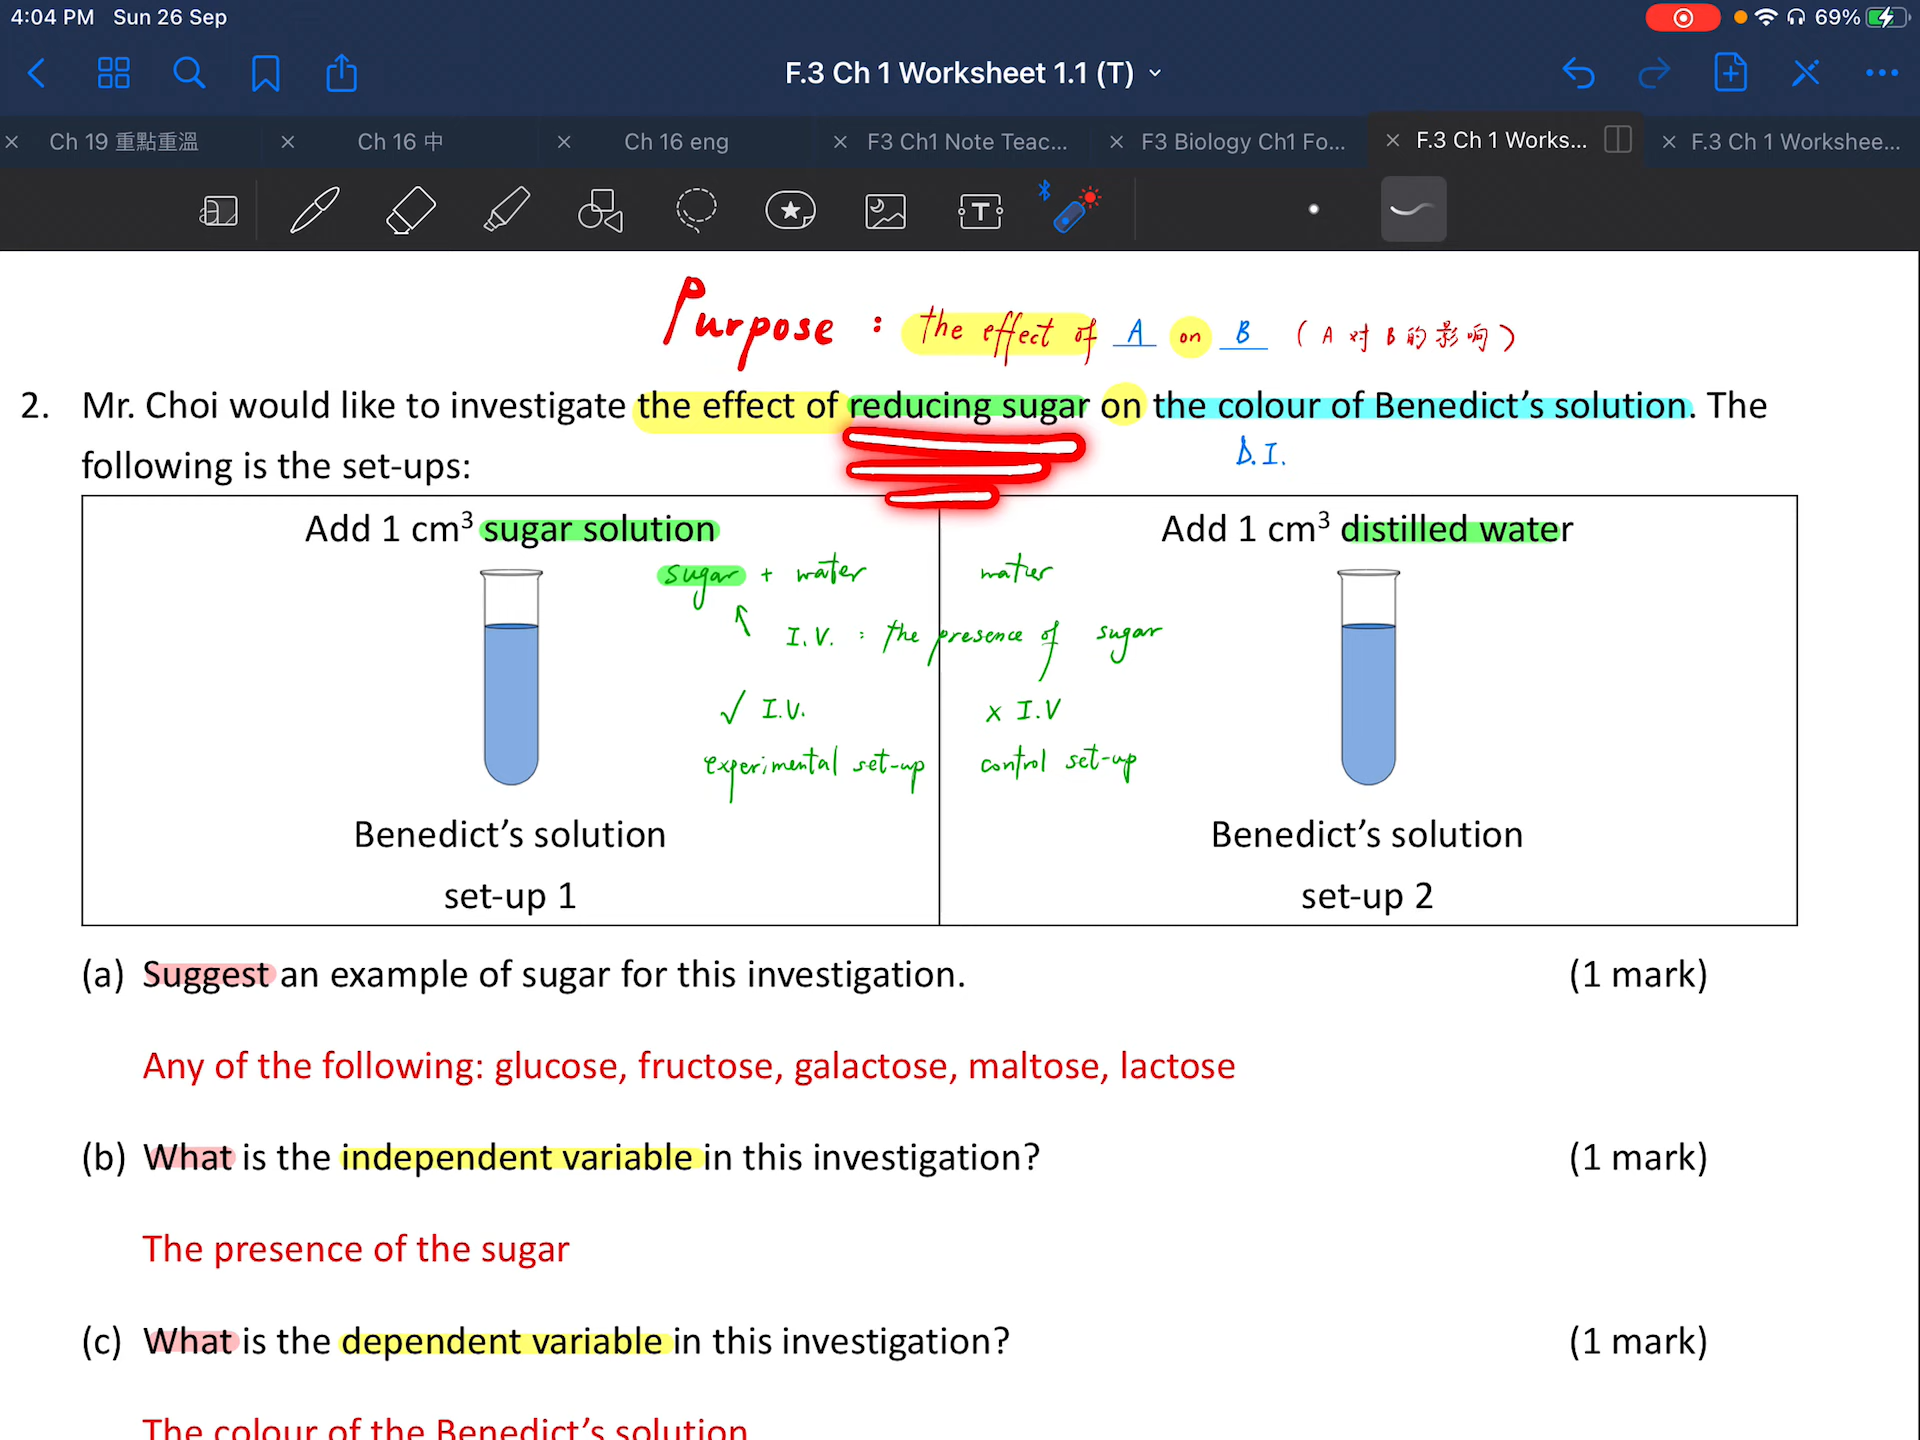 4:04 PM Sun 26 Sep 69%
F.3 Ch 1 Worksheet 1.1 (T)
Ch 19 重點重溫 Ch 16 中 Ch 16 eng F3 Ch1 Note Teac... F3 Biology Ch1 Fo... F.3 Ch 1 Works... F.3 Ch 1 Workshee...
Purpose : the effect of A on B (A 对 B 的影响)
2. Mr. Choi would like to investigate the effect of reducing sugar on the colour of Benedict's solution. The
D.I.
following is the set-ups:
Add 1 cm³ sugar solution Add 1 cm³ distilled water
sugar + water water
I.V. : the presence of sugar
✓ I.V. x I.V
experimental set-up control set-up
Benedict's solution Benedict's solution
set-up 1 set-up 2
(a) Suggest an example of sugar for this investigation. (1 mark)
Any of the following: glucose, fructose, galactose, maltose, lactose
(b) What is the independent variable in this investigation? (1 mark)
The presence of the sugar
(c) What is the dependent variable in this investigation? (1 mark)
The colour of the Benedict's solution